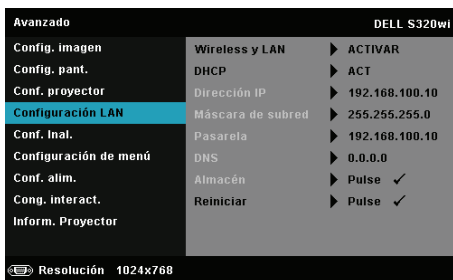 Avanzado DELL S320wi
Config. imagen Wireless y LAN ACTIVAR
Config. pant. DHCP ACT
Conf. proyector Dirección IP 192.168.100.10
Configuración LAN Máscara de subred 255.255.255.0
Conf. Inal. Pasarela 192.168.100.10
Configuración de menú DNS 0.0.0.0
Conf. alim. Almacén Pulse ✓
Cong. interact. Reiniciar Pulse ✓
Inform. Proyector
Resolución 1024x768